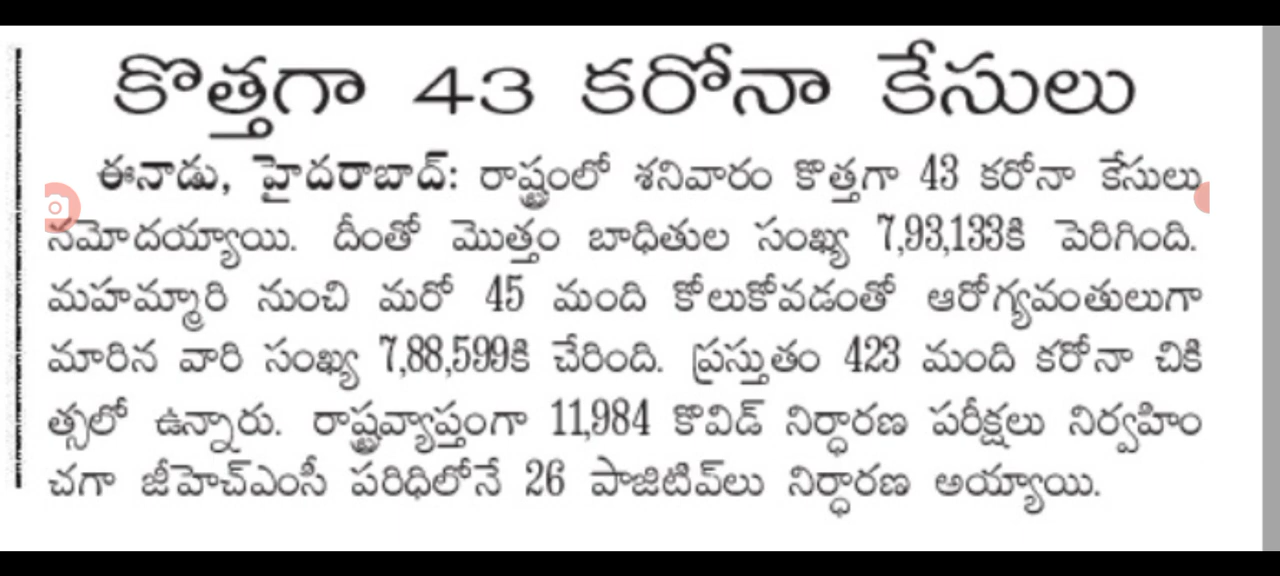 కొత్తగా 43 కరోనా కేసులు
ఈనాడు, హైదరాబాద్: రాష్ట్రంలో శనివారం కొత్తగా 43 కరోనా కేసులు
నమోదయ్యాయి. దీంతో మొత్తం బాధితుల సంఖ్య 7,93,133కి పెరిగింది.
మహమ్మారి నుంచి మరో 45 మంది కోలుకోవడంతో ఆరోగ్యవంతులుగా
మారిన వారి సంఖ్య 7,88,599కి చేరింది. ప్రస్తుతం 423 మంది కరోనా చికి
త్సలో ఉన్నారు. రాష్ట్రవ్యాప్తంగా 11,984 కొవిడ్ నిర్ధారణ పరీక్షలు నిర్వహిం
చగా జీహెచ్ఎంసీ పరిధిలోనే 26 పాజిటివ్‌లు నిర్ధారణ అయ్యాయి.